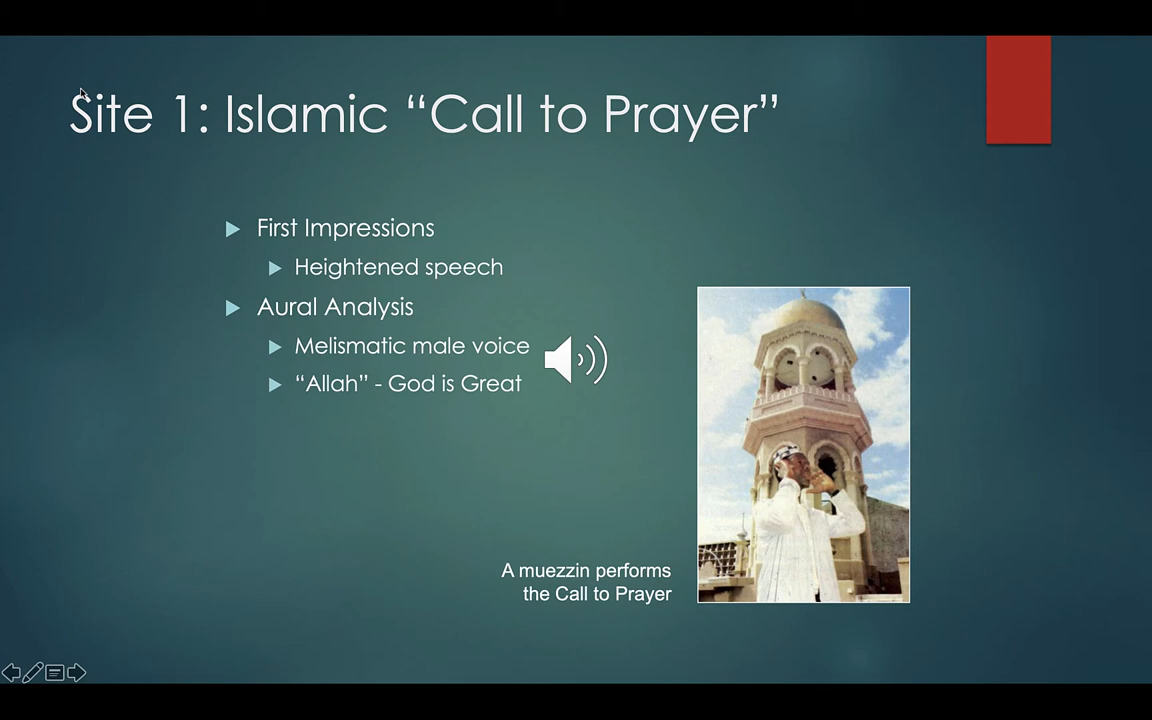 Site 1: Islamic “Call to Prayer”
First Impressions
Heightened speech
Aural Analysis
Melismatic male voice
“Allah” - God is Great
A muezzin performs
the Call to Prayer